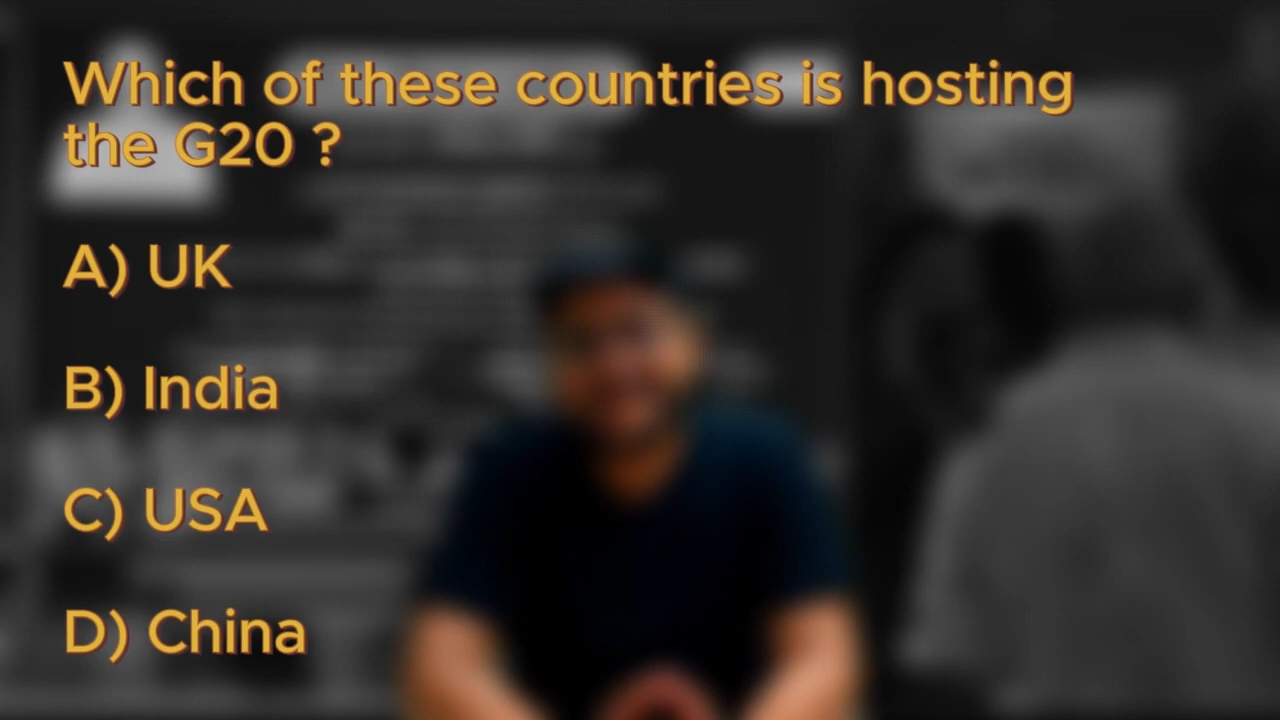 Which of these countries is hosting
the G20 ?
A) UK
B) India
C) USA
D) China